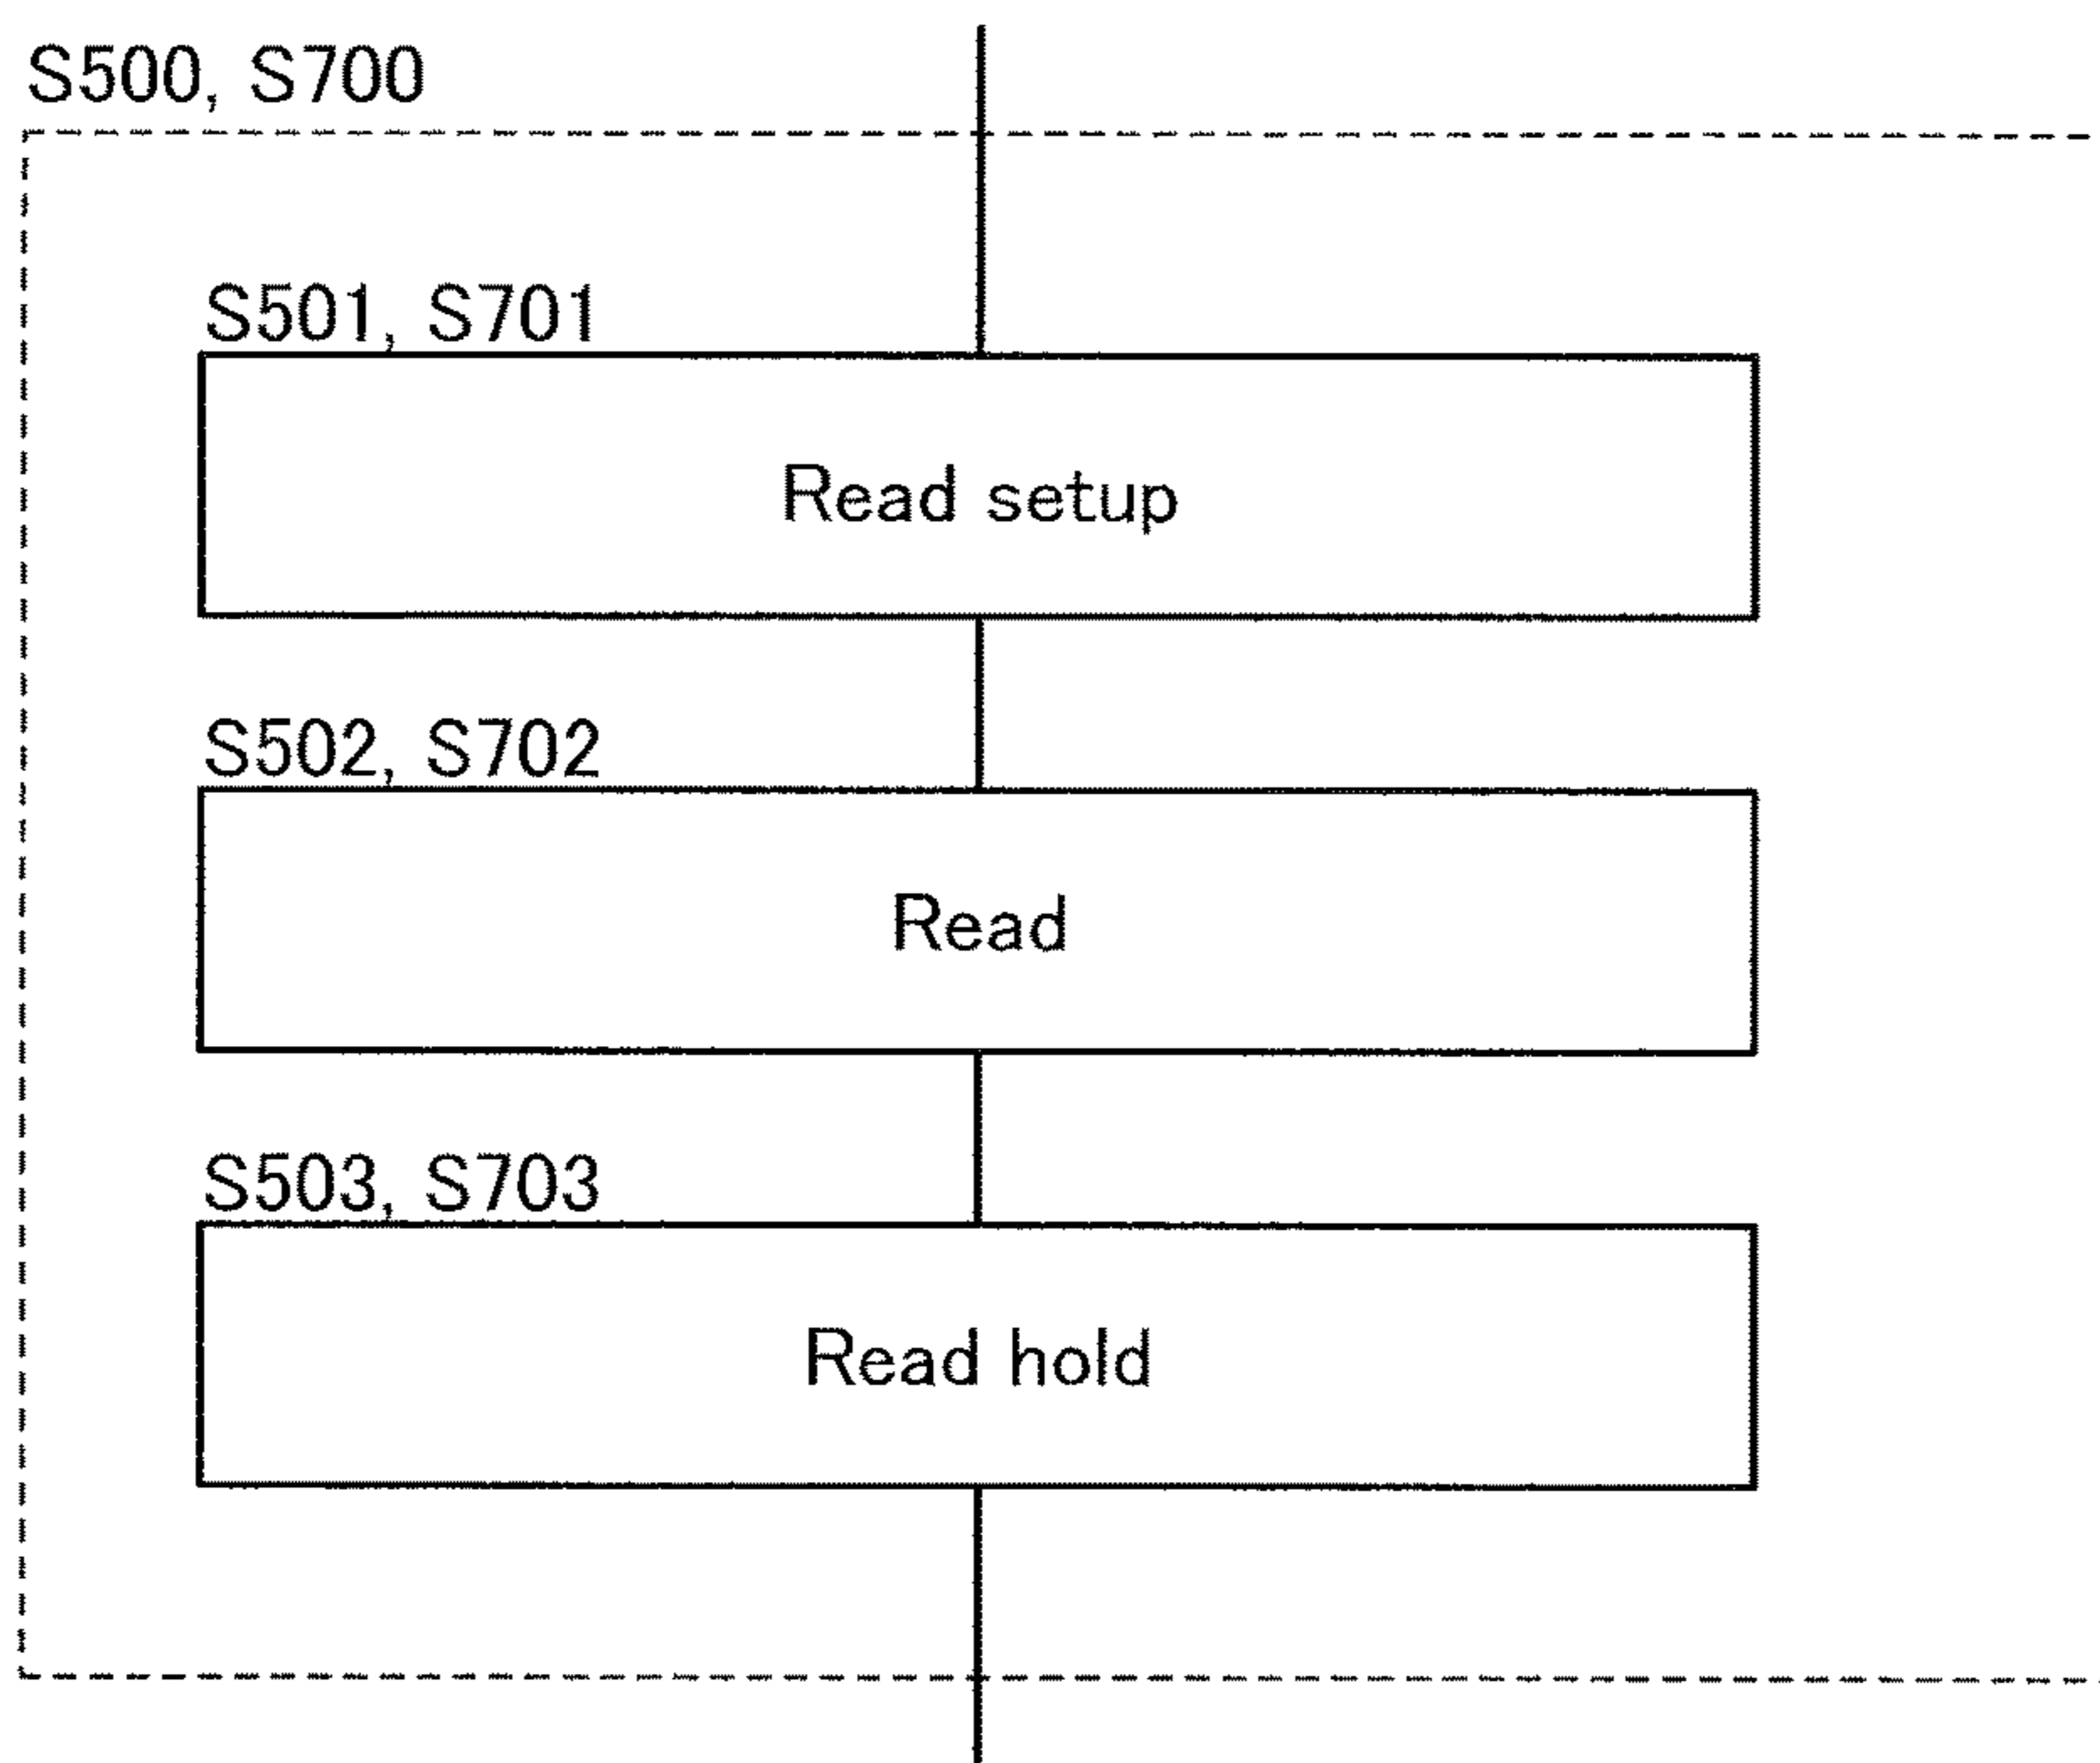 S500, S700
S501, S701
Read setup
S502, S702
Read
S503, S703
Read hold